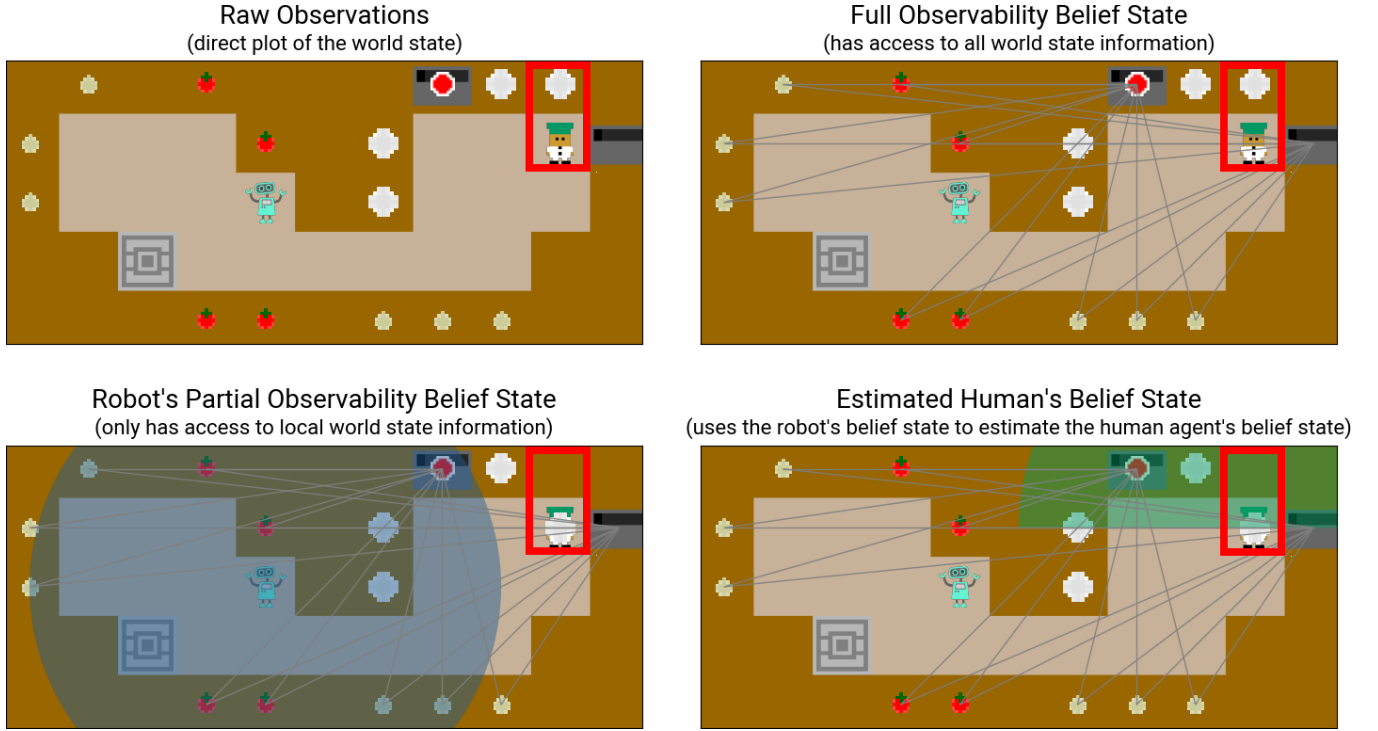 Raw Observations
(direct plot of the world state)
Full Observability Belief State
(has access to all world state information)
Robot's Partial Observability Belief State
(only has access to local world state information)
Estimated Human's Belief State
(uses the robot's belief state to estimate the human agent's belief state)